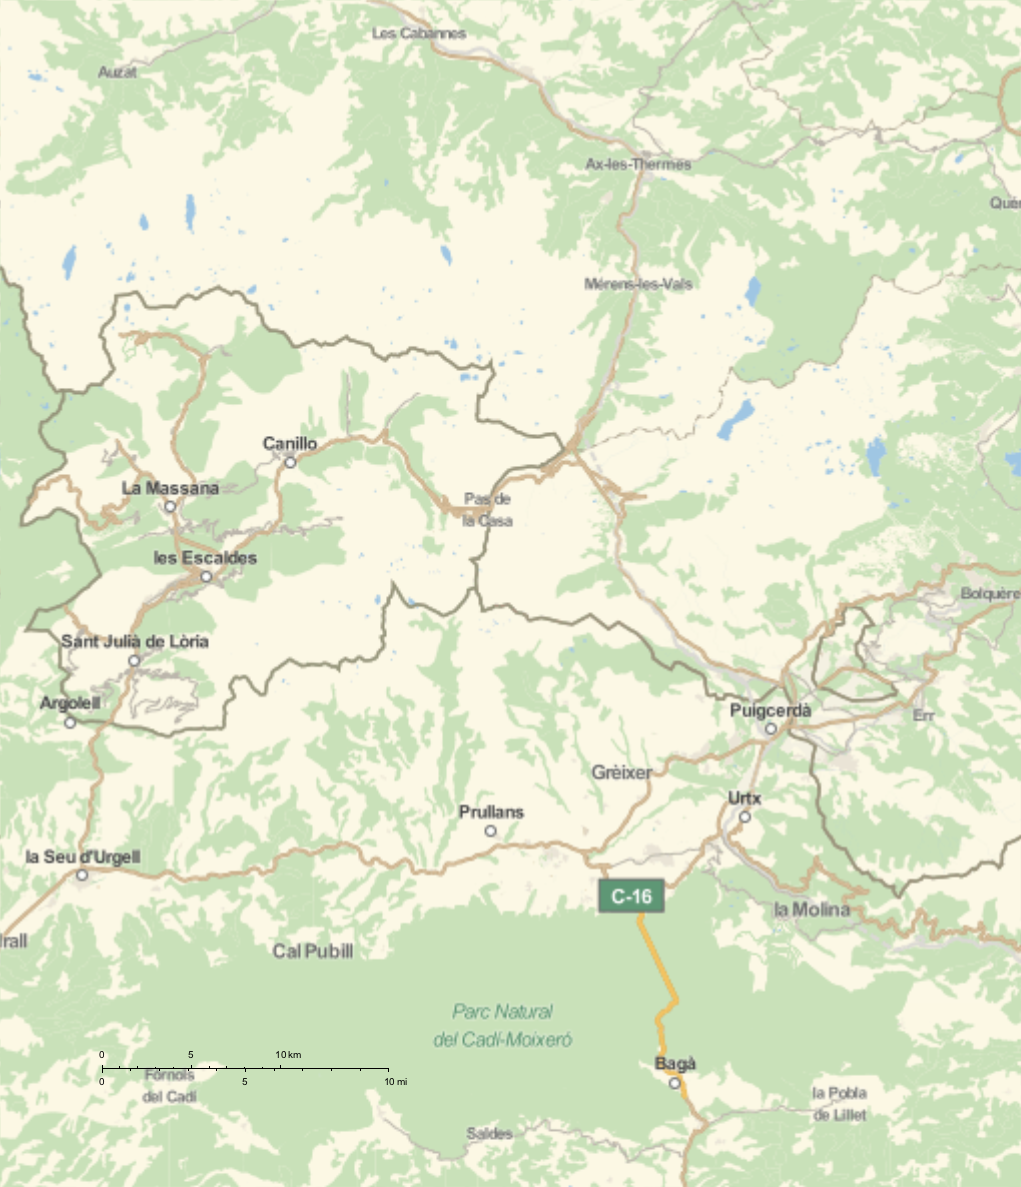 Les Cabannes
Auzat
Ax-les-Thermes
Quér
Mérens-les-Vals
Canillo
La Massana
Pas de
la Casa
les Escaldes
Bolquère
Sant Julià de Lòria
Argolell
Puigcerdà
Err
Grèixer
Urtx
Prullans
la Seu d'Urgell
C-16
la Molina
lrall
Cal Pubill
Parc Natural
del Cadí-Moixeró
0 5 10 km
0 5 10 mi
Bagà
Fórnols
del Cadí
la Pobla
de Lillet
Saldes